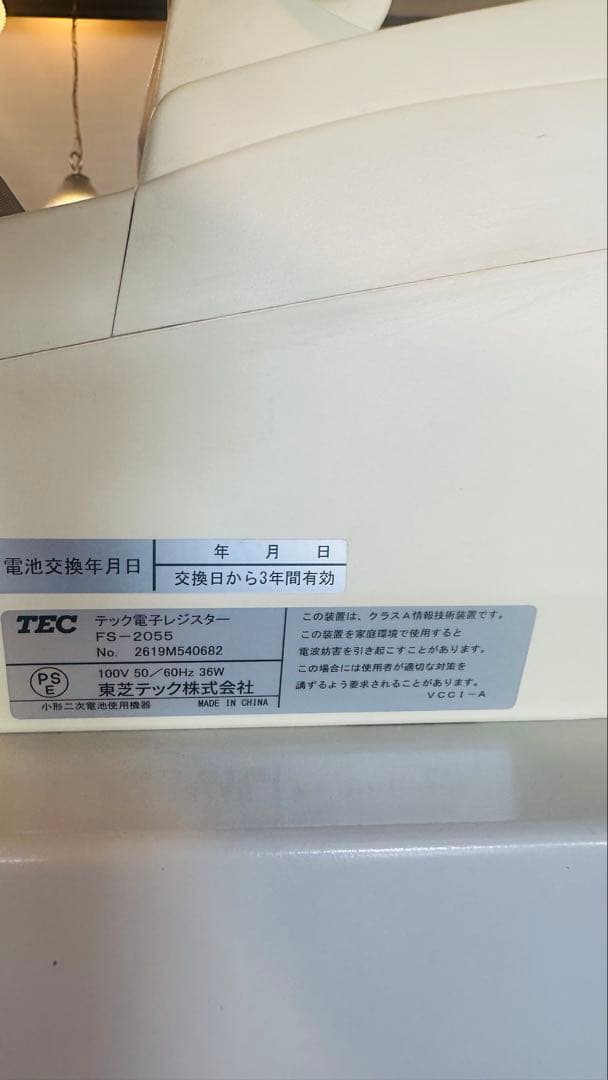 電池交換年月日
年 月 日
交換日から3年間有効
TEC テック電子レジスター
FS-2055
No. 2619M540682
100V 50/60Hz 36W
PS E
東芝テック株式会社
小形二次電池使用機器 MADE IN CHINA
この装置は、クラスA情報技術装置です。
この装置を家庭環境で使用すると
電波妨害を引き起こすことがあります。
この場合には使用者が適切な対策を
講ずるよう要求されることがあります。
VCCI-A